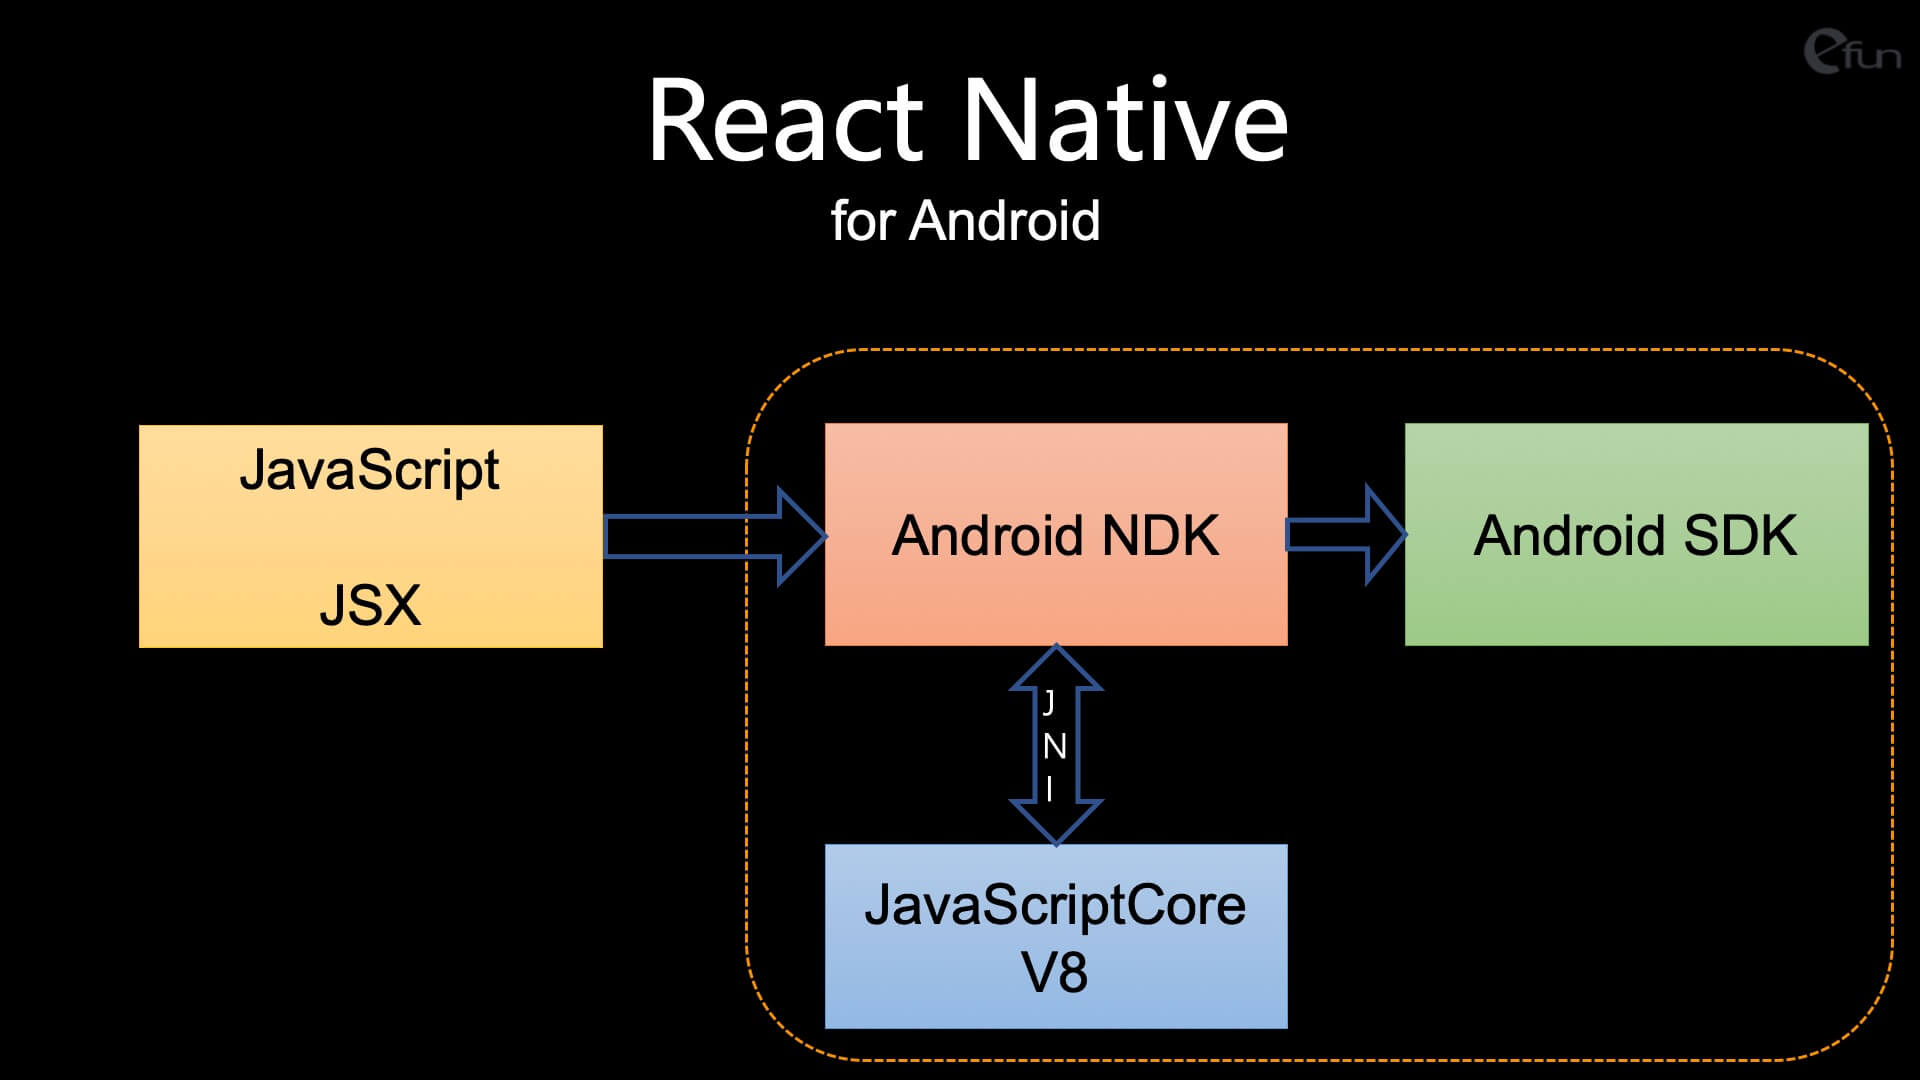 efun
React Native
for Android
JavaScript
JSX
Android NDK
Android SDK
J
N
I
JavaScriptCore
V8